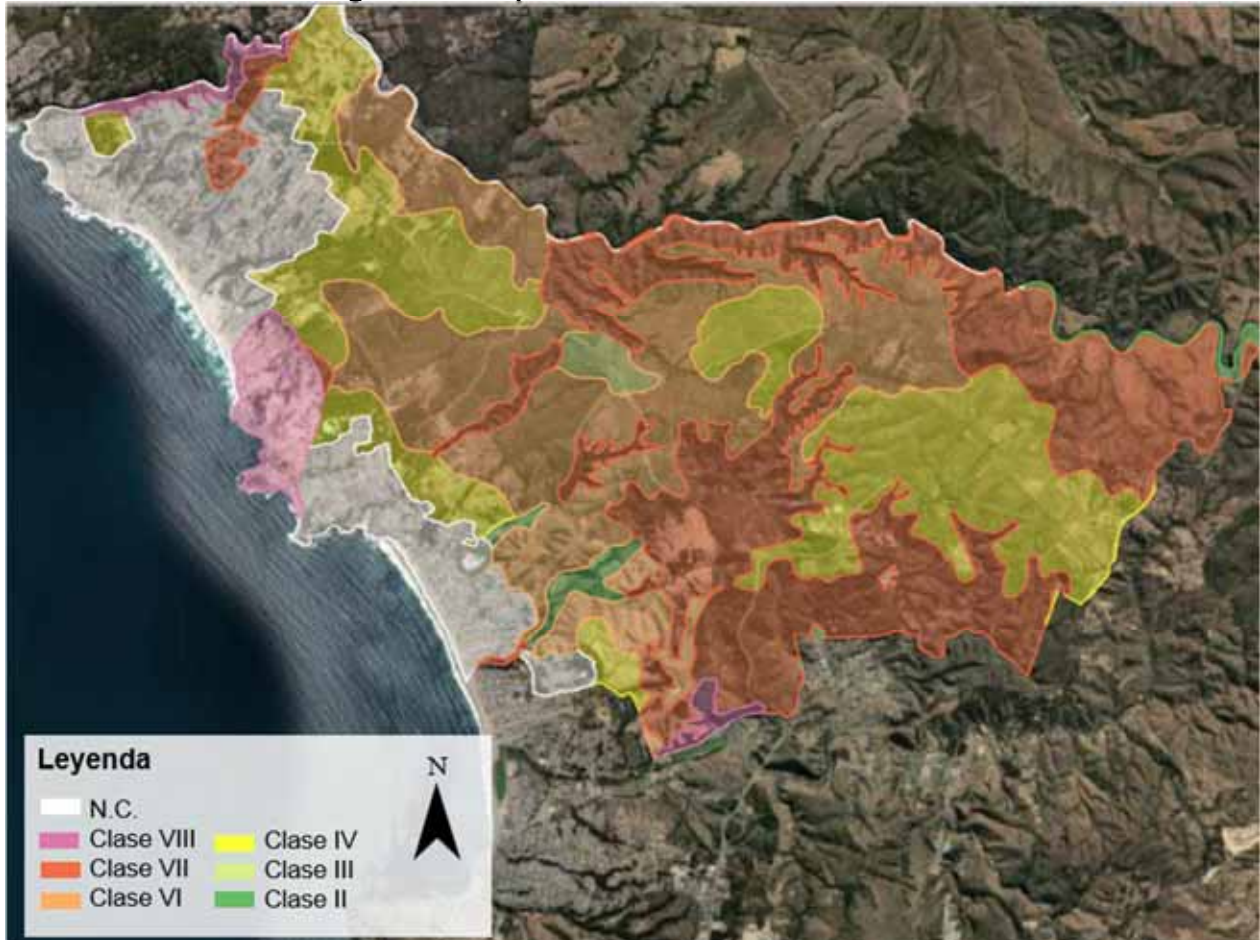 Leyenda
N
N.C.
Clase VIII
Clase VII
Clase VI
Clase IV
Clase III
Clase II